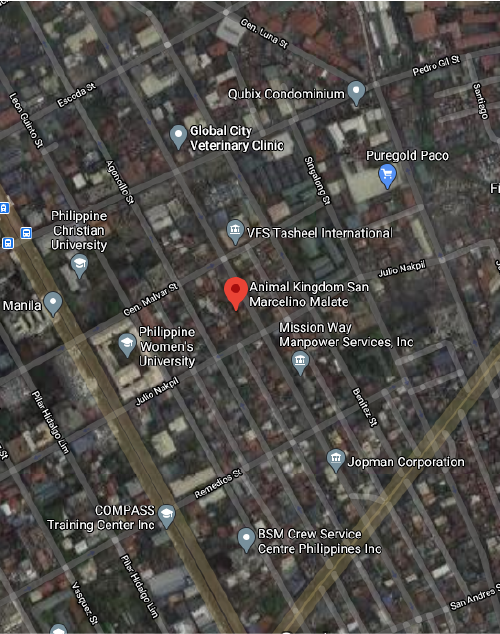 Gen. Luna St
Pedro Gil St
Qubix Condominium
Escoda St
Santiago
Leon Guinto St
Global City
Veterinary Clinic
Puregold Paco
Agoncillo St
Singalong St
Fi
Philippine
Christian
University
VFS Tasheel International
Julio Nakpil
Animal Kingdom San
Marcelino Malate
Gen. Malvar St
Manila
Mission Way
Manpower Services, Inc
Philippine
Women's
University
Julio Nakpil
Benitez St
Pilar Hidalgo Lim
St
Jopman Corporation
Remedios St
COMPASS
Training Center Inc
BSM Crew Service
Centre Philippines Inc
Pilar Hidalgo Lim
Vasquez St
San Andres S